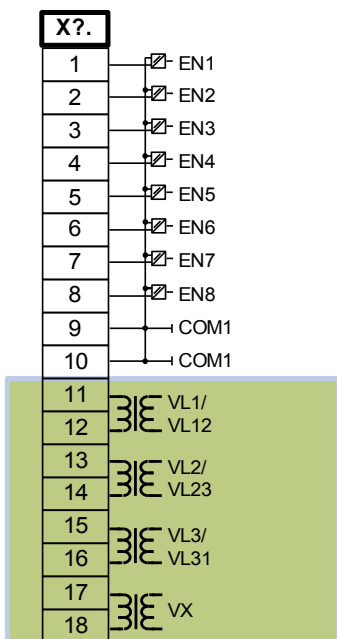 X?.
1 EN1
2 EN2
3 EN3
4 EN4
5 EN5
6 EN6
7 EN7
8 EN8
9 COM1
10 COM1
11 VL1/
12 VL12
13 VL2/
14 VL23
15 VL3/
16 VL31
17
VX
18